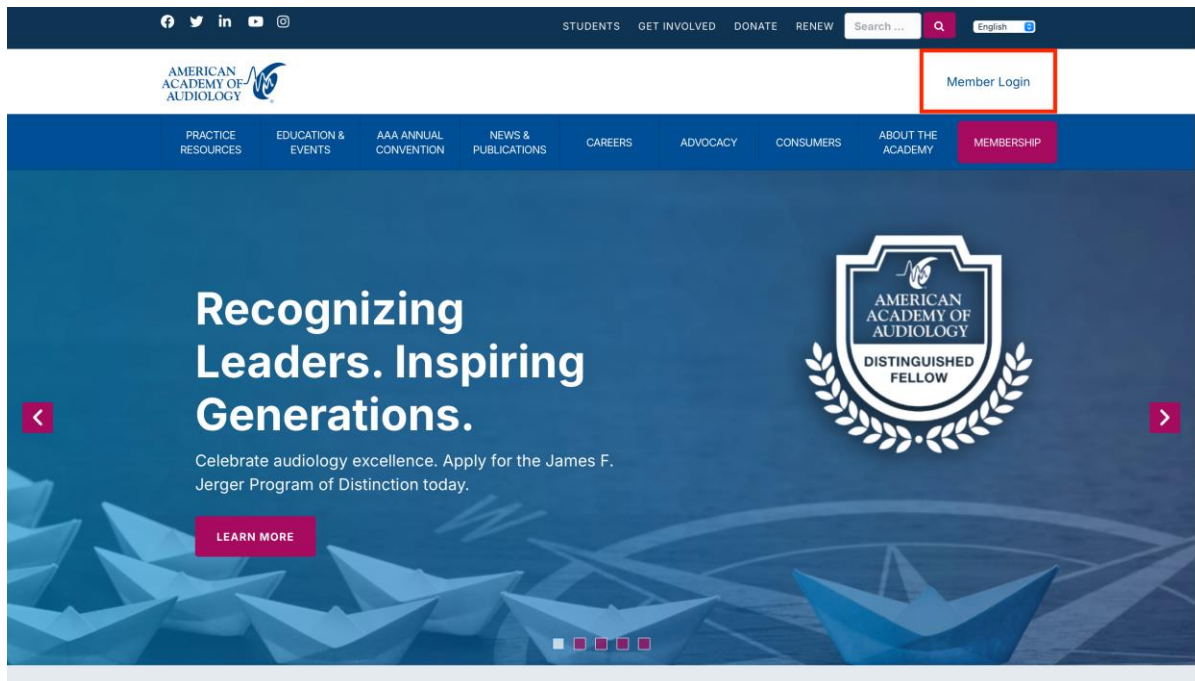 STUDENTS GET INVOLVED DONATE RENEW Search ... English
AMERICAN
ACADEMY OF
AUDIOLOGY
Member Login
PRACTICE
RESOURCES
EDUCATION &
EVENTS
AAA ANNUAL
CONVENTION
NEWS &
PUBLICATIONS
CAREERS
ADVOCACY
CONSUMERS
ABOUT THE
ACADEMY
MEMBERSHIP
Recognizing
Leaders. Inspiring
Generations.
Celebrate audiology excellence. Apply for the James F.
Jerger Program of Distinction today.
LEARN MORE
AMERICAN
ACADEMY OF
AUDIOLOGY
DISTINGUISHED
FELLOW